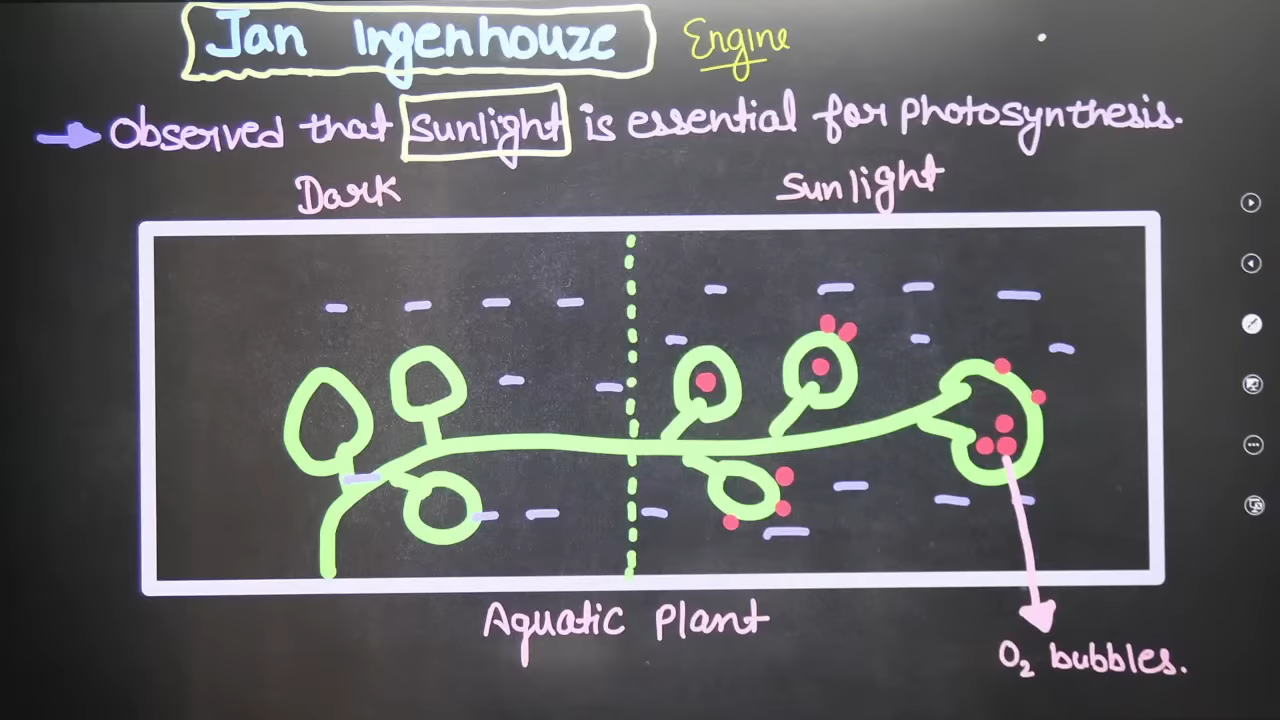 Jan Ingenhouze Engine
Observed that Sunlight is essential for photosynthesis.
Dark Sunlight
Aquatic Plant
O₂ bubbles.